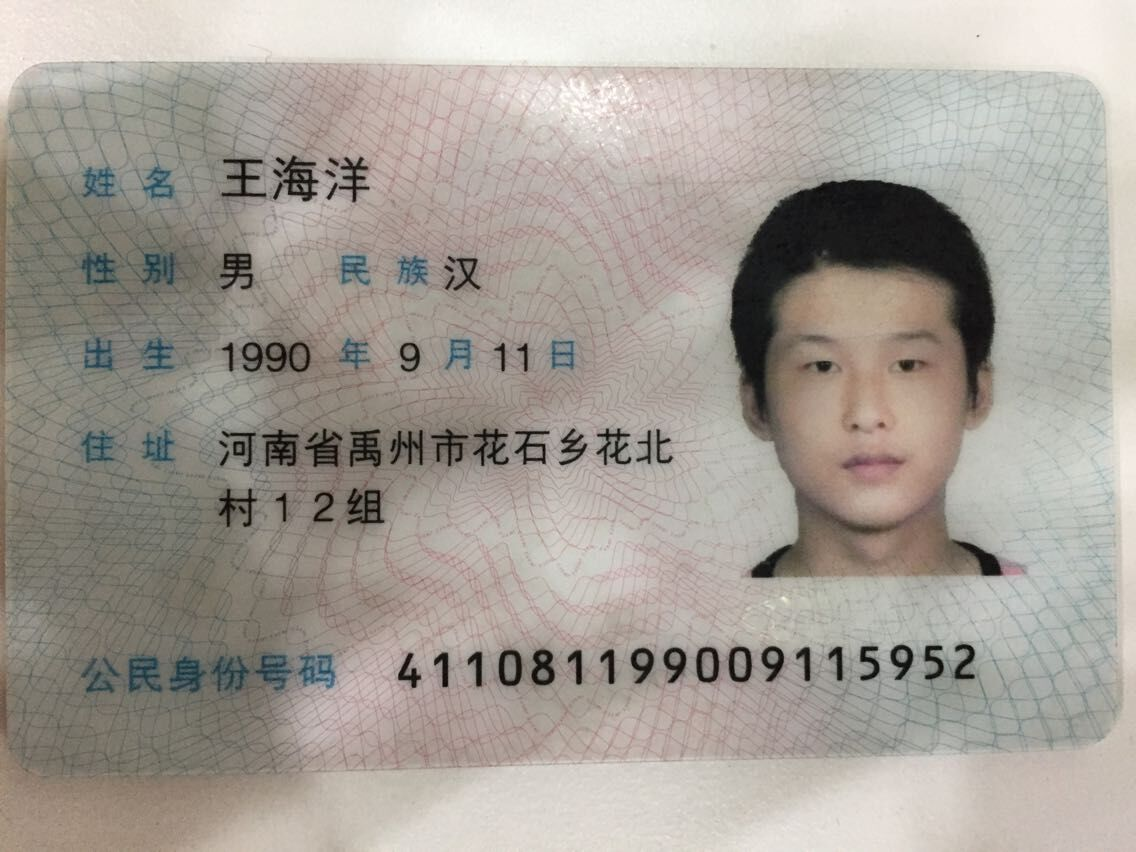 姓名 王海洋
性别 男 民族 汉
出生 1990 年 9 月 11 日
住址 河南省禹州市花石乡花北
村12组
公民身份号码 411081199009115952